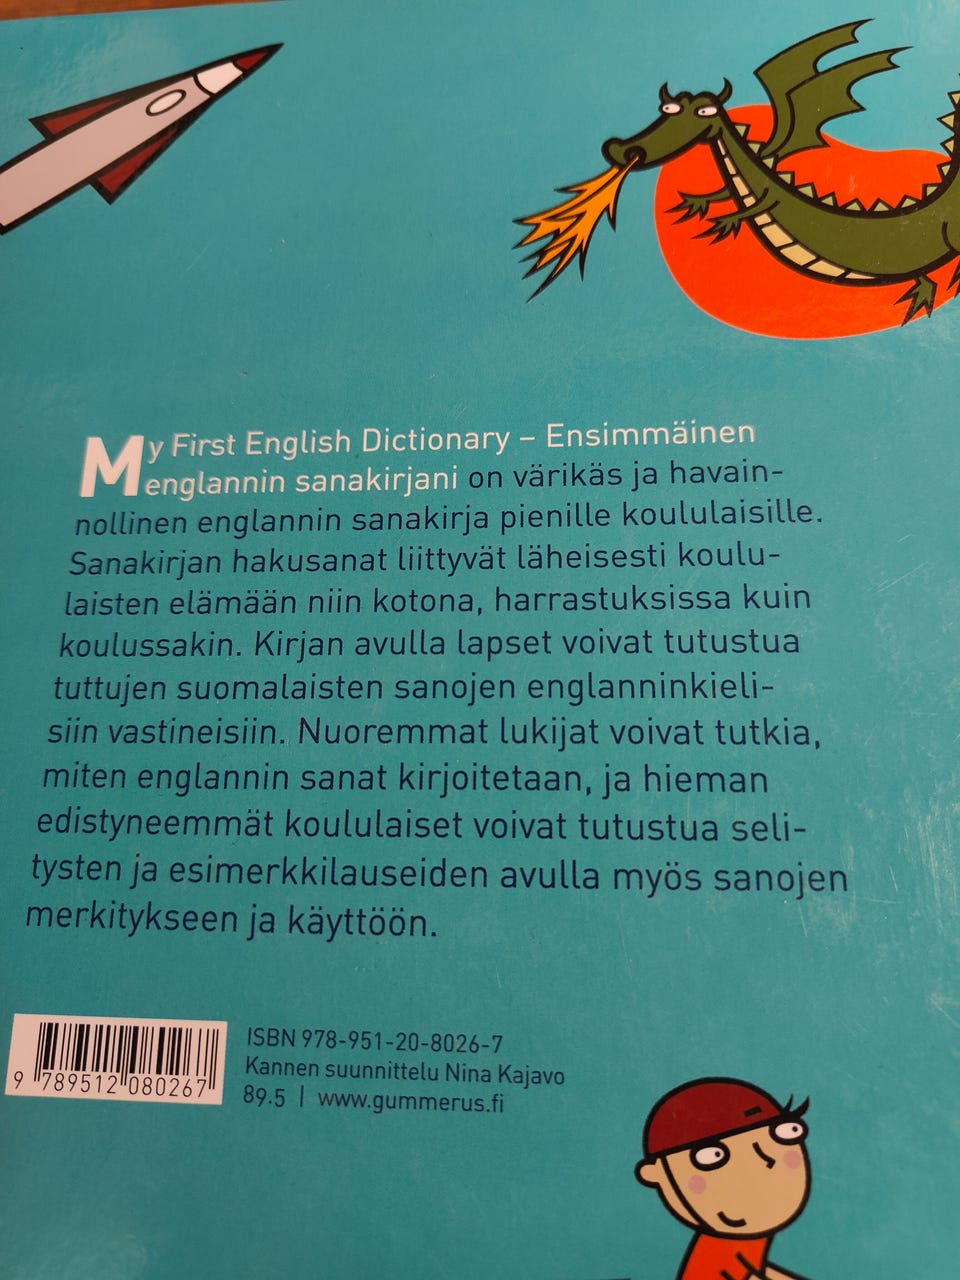 My First English Dictionary – Ensimmäinen
englannin sanakirjani on värikäs ja havain-
nollinen englannin sanakirja pienille koululaisille.
Sanakirjan hakusanat liittyvät läheisesti koulu-
laisten elämään niin kotona, harrastuksissa kuin
koulussakin. Kirjan avulla lapset voivat tutustua
tuttujen suomalaisten sanojen englanninkieli-
siin vastineisiin. Nuoremmat lukijat voivat tutkia,
miten englannin sanat kirjoitetaan, ja hieman
edistyneemmät koululaiset voivat tutustua seli-
tysten ja esimerkkilauseiden avulla myös sanojen
merkitykseen ja käyttöön.
ISBN 978-951-20-8026-7
Kannen suunnittelu Nina Kajavo
89.5 | www.gummerus.fi
9 789512 080267